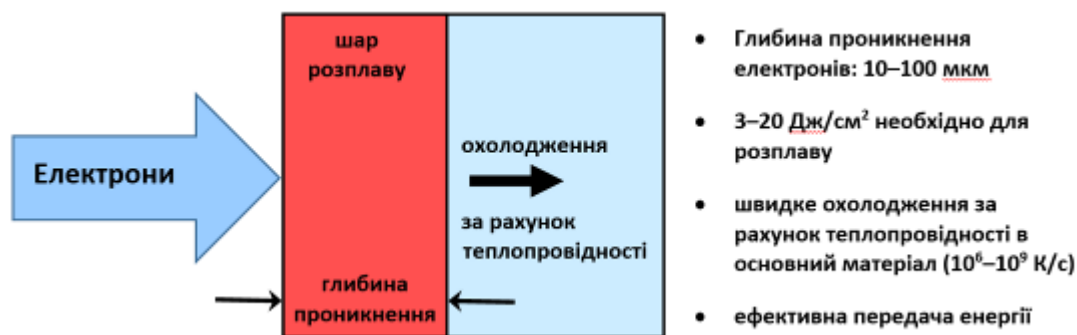 шар
розплаву
Електрони
охолодження
за рахунок
теплопровідності
глибина
проникнення
• Глибина проникнення
електронів: 10–100 мкм
• 3–20 Дж/см² необхідно для
розплаву
• швидке охолодження за
рахунок теплопровідності в
основний матеріал (10⁶–10⁹ К/с)
• ефективна передача енергії